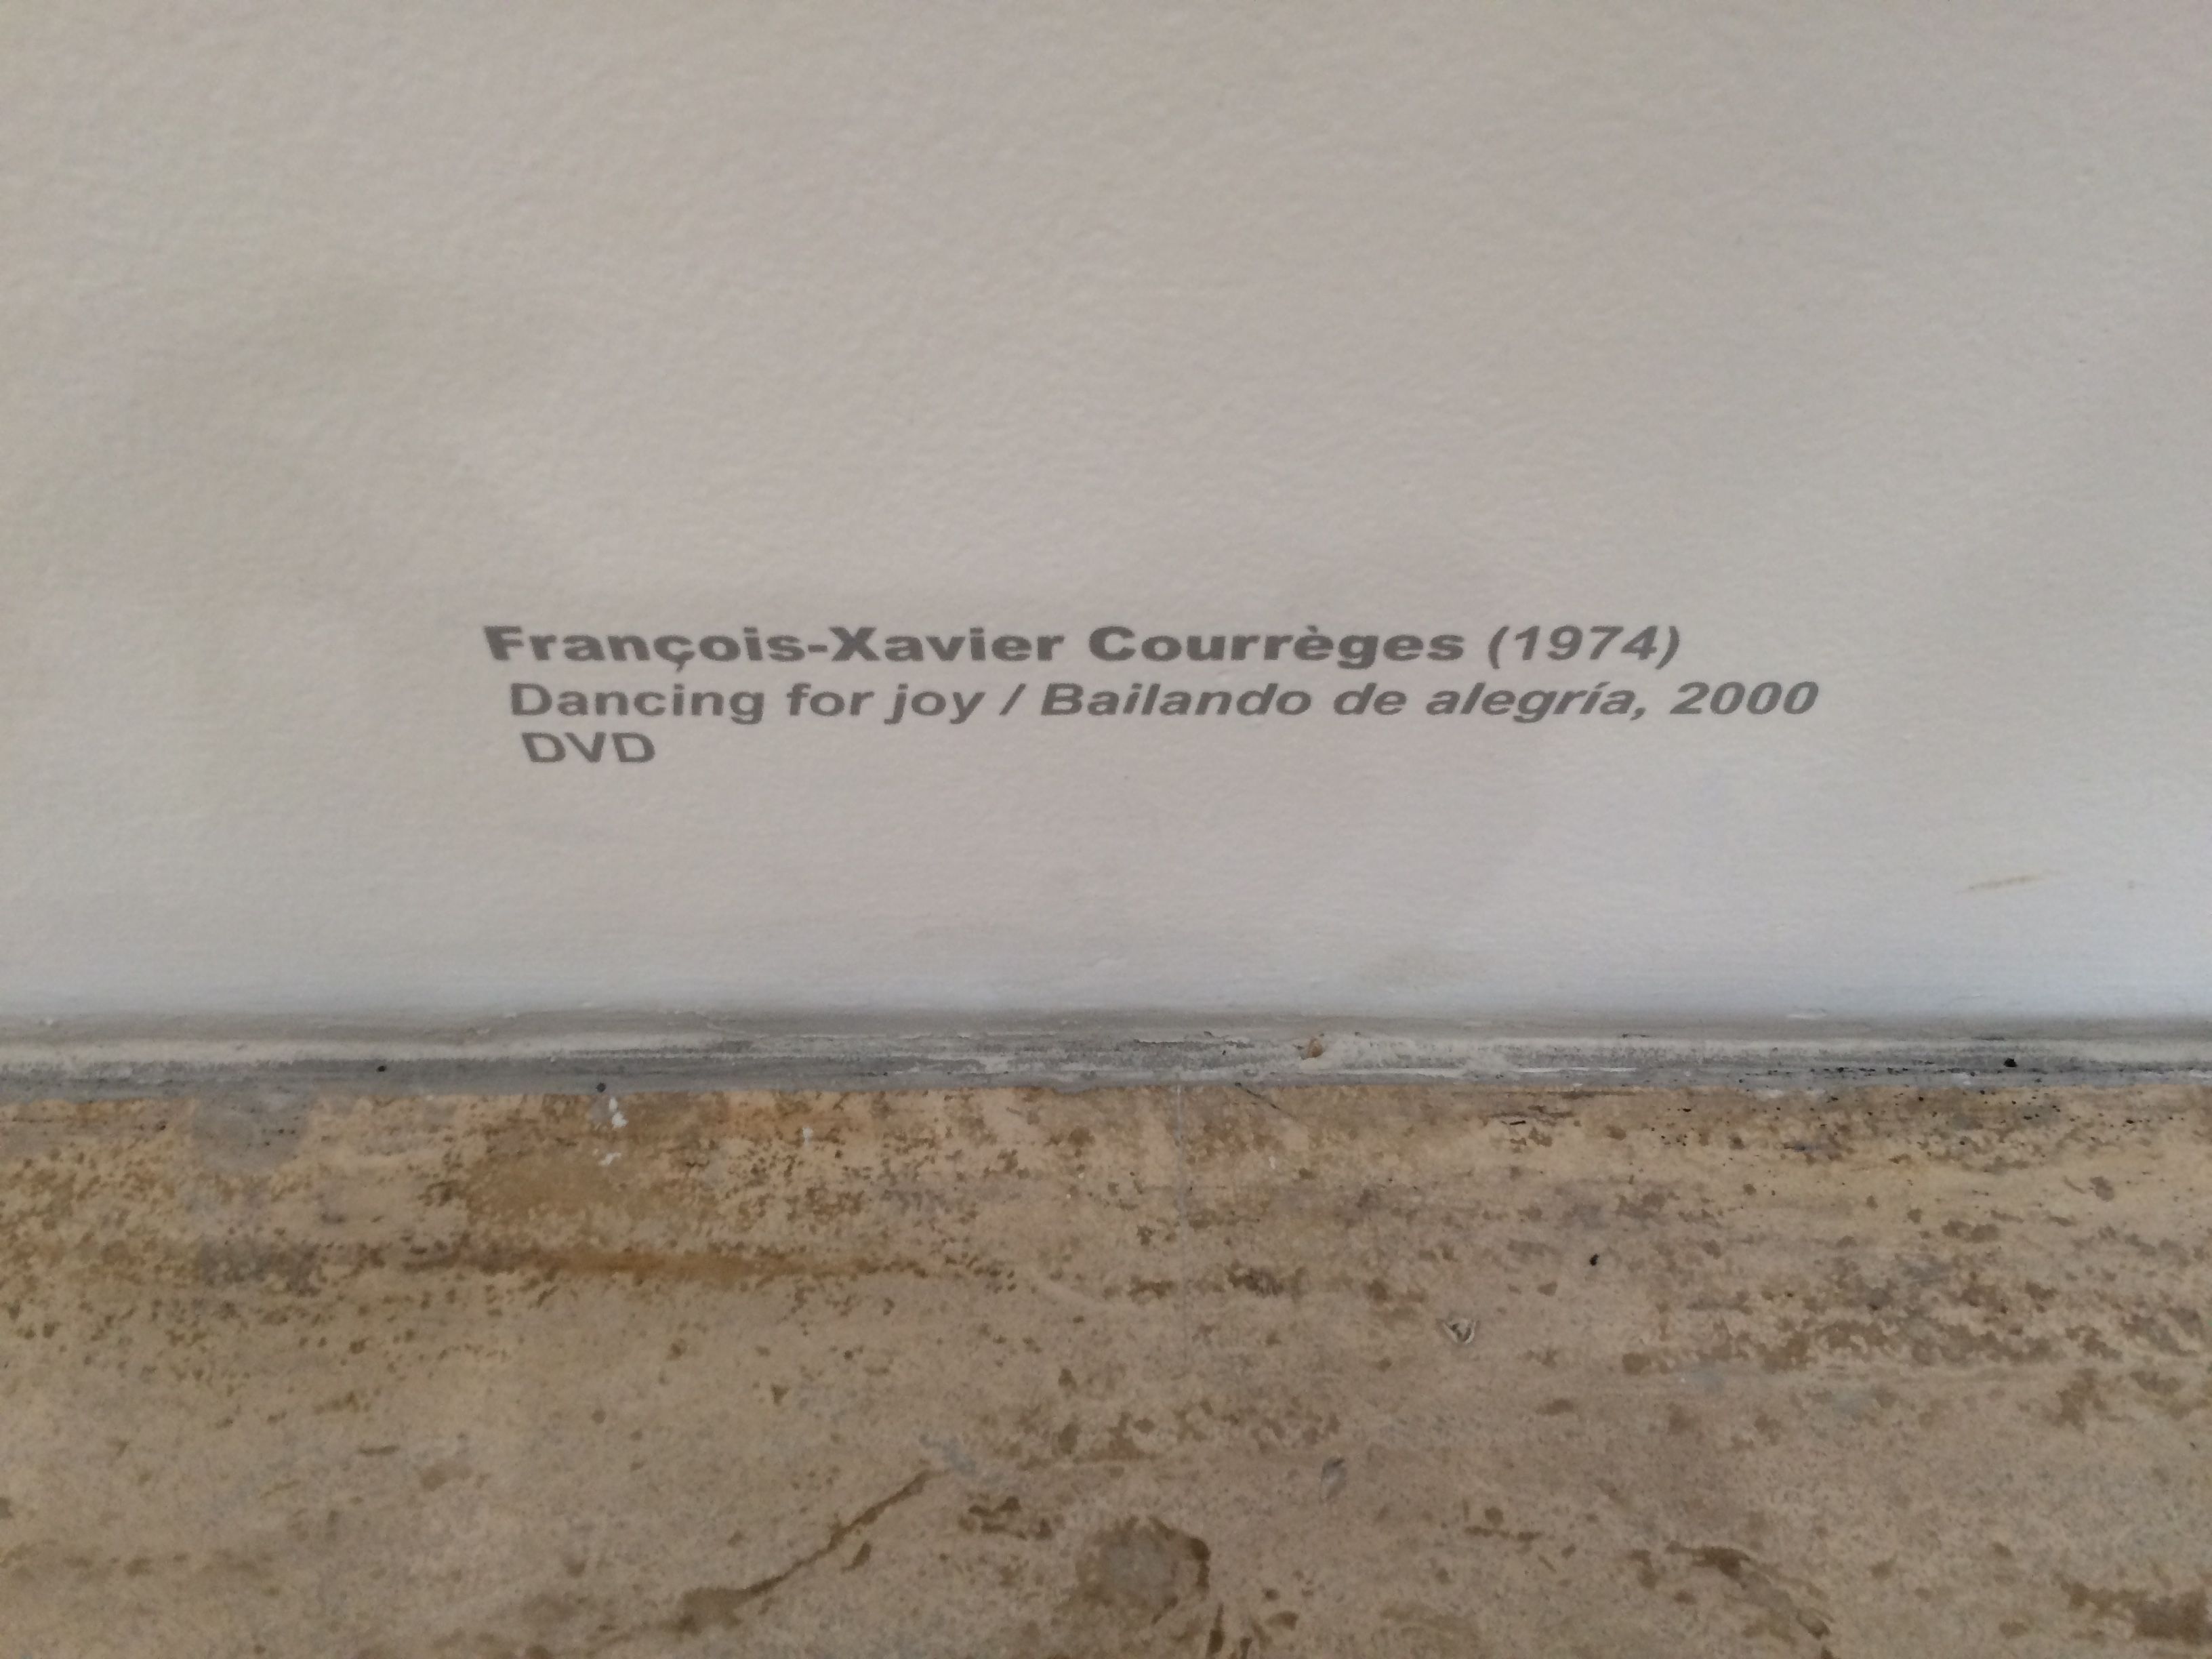 François-Xavier Courrèges (1974)
Dancing for joy / Bailando de alegría, 2000
DVD